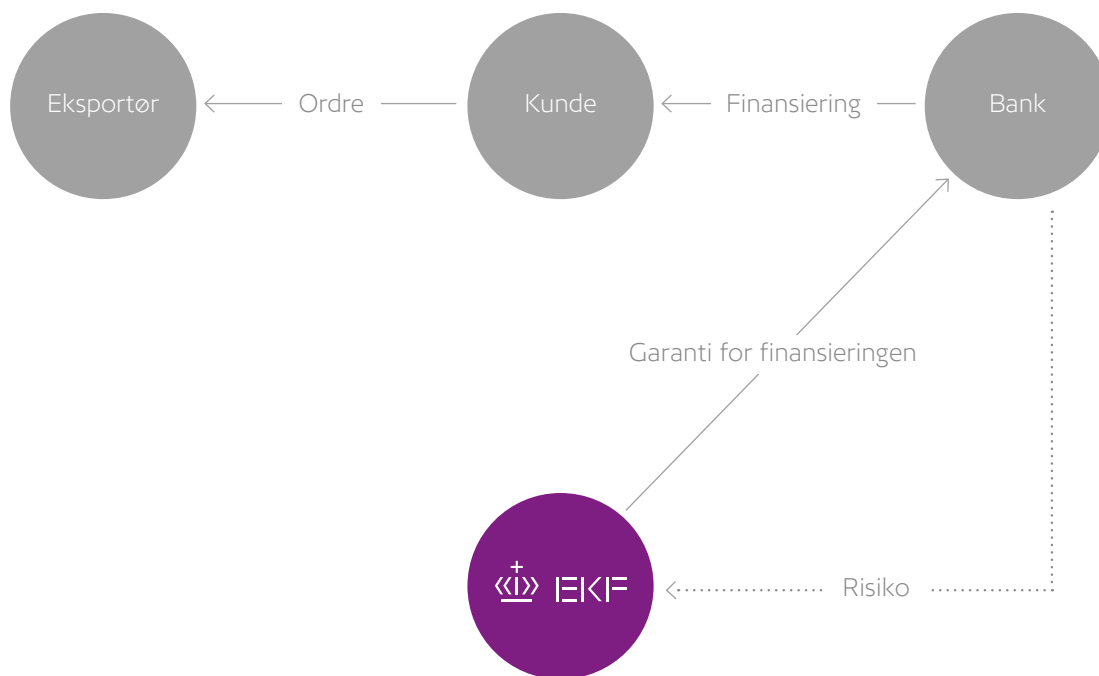 Eksportør
Ordre
Kunde
Finansiering
Bank
Garanti for finansieringen
EKF
Risiko